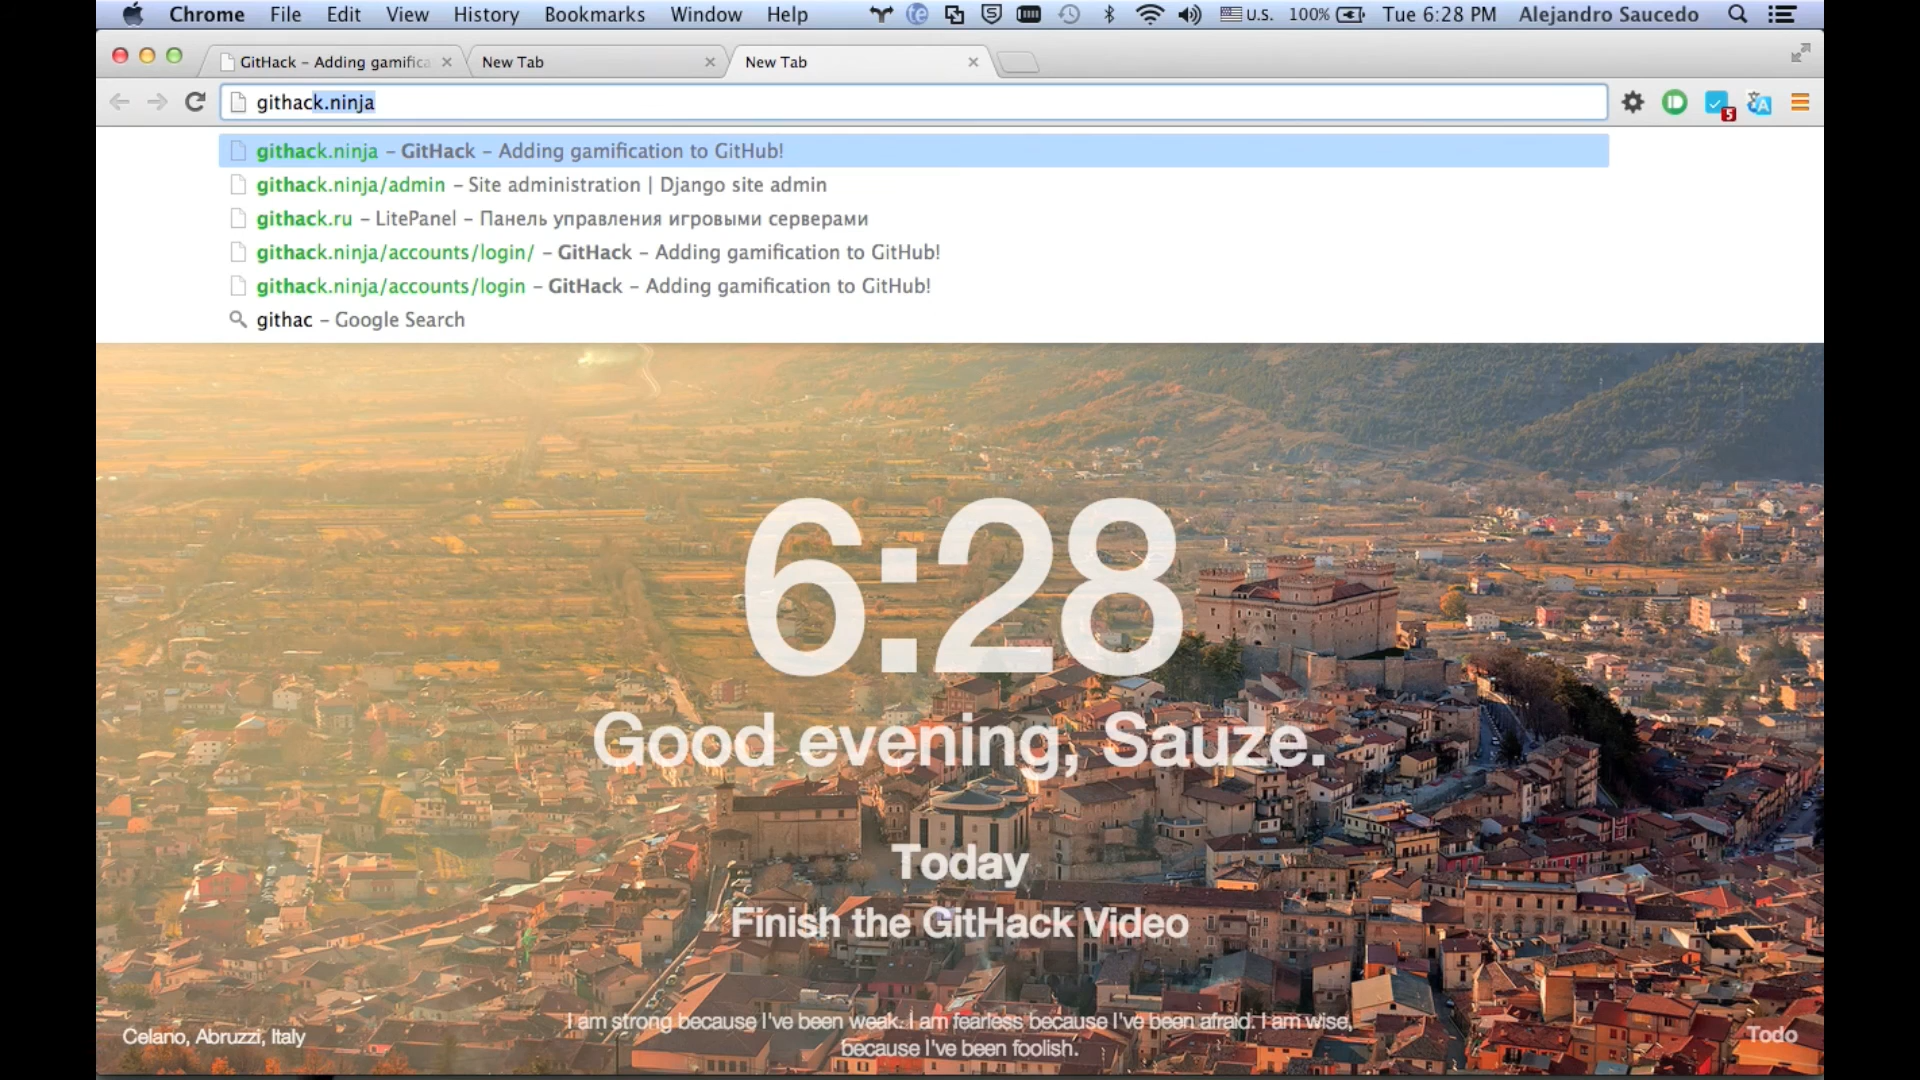 Chrome File Edit View History Bookmarks Window Help U.S. 100% Tue 6:28 PM Alejandro Saucedo
GitHack – Adding gamifica New Tab New Tab
githack.ninja 5
githack.ninja – GitHack – Adding gamification to GitHub!
githack.ninja/admin – Site administration | Django site admin
githack.ru – LitePanel – Панель управления игровыми серверами
githack.ninja/accounts/login/ – GitHack – Adding gamification to GitHub!
githack.ninja/accounts/login – GitHack – Adding gamification to GitHub!
githac – Google Search
6:28
Good evening, Sauze.
Today
Finish the GitHack Video
I am strong because I've been weak. I am fearless because I've been afraid. I am wise,
because I've been foolish.
Celano, Abruzzi, Italy
Todo